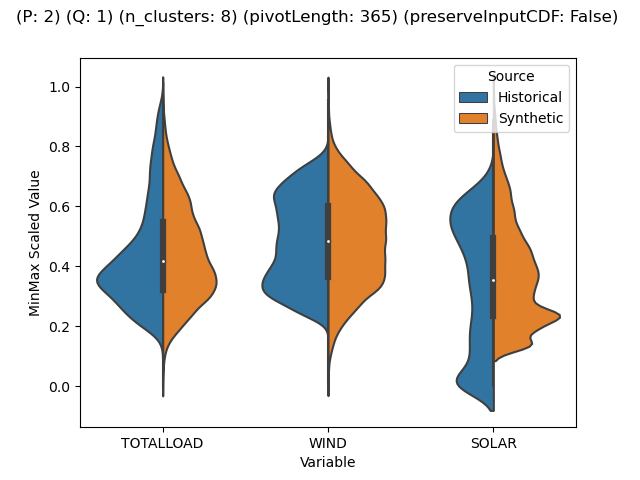 (P: 2) (Q: 1) (n_clusters: 8) (pivotLength: 365) (preserveInputCDF: False)
Source
Historical
Synthetic
1.0
0.8
0.6
0.4
0.2
0.0
MinMax Scaled Value
TOTALLOAD
WIND
SOLAR
Variable